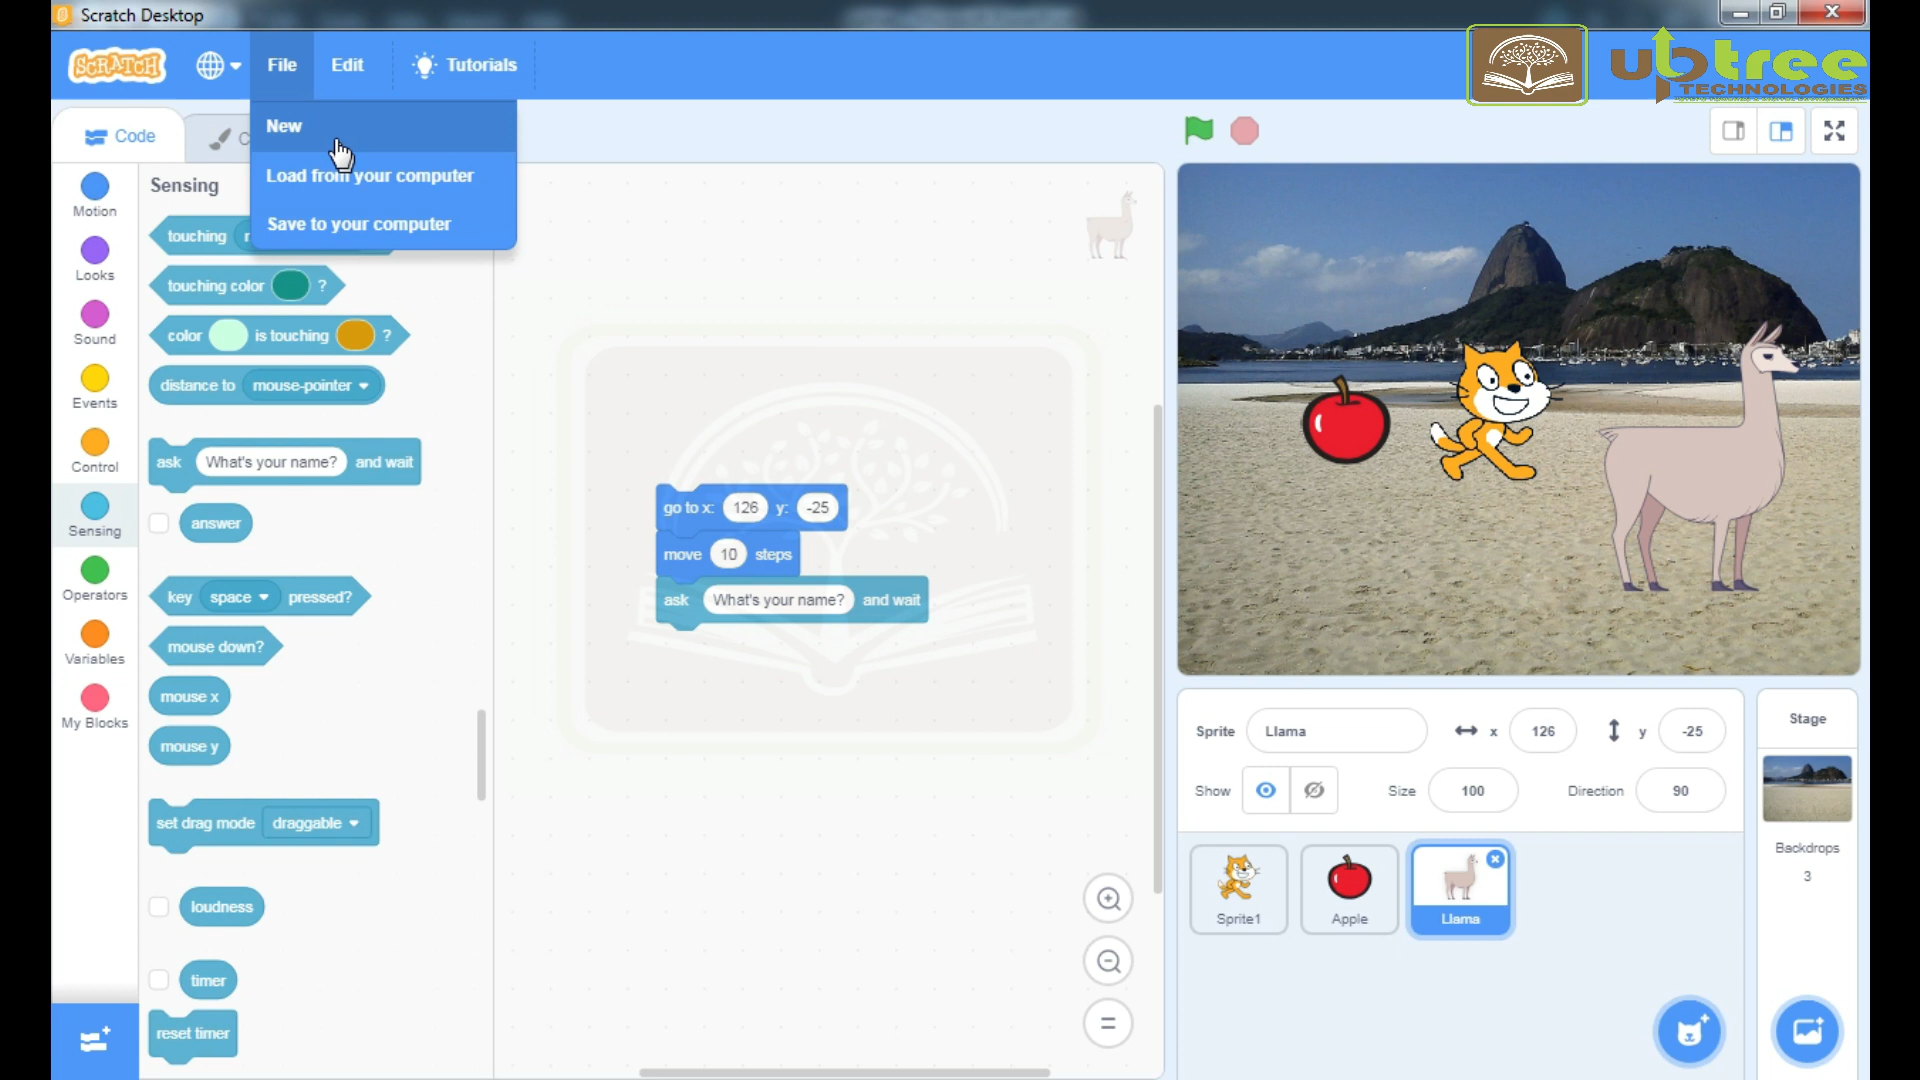 Scratch Desktop
SCRATCH
File
Edit
Tutorials
uptree
TECHNOLOGIES
New
Load from your computer
Save to your computer
Code
C
Motion
Looks
Sound
Events
Control
Sensing
Operators
Variables
My Blocks
Sensing
touching
touching color ?
color is touching ?
distance to mouse-pointer
ask What's your name? and wait
answer
key space pressed?
mouse down?
mouse x
mouse y
set drag mode draggable
loudness
timer
reset timer
go to x: 126 y: -25
move 10 steps
ask What's your name? and wait
Sprite Llama x 126 y -25
Show Size 100 Direction 90
Sprite1
Apple
Llama
Stage
Backdrops
3